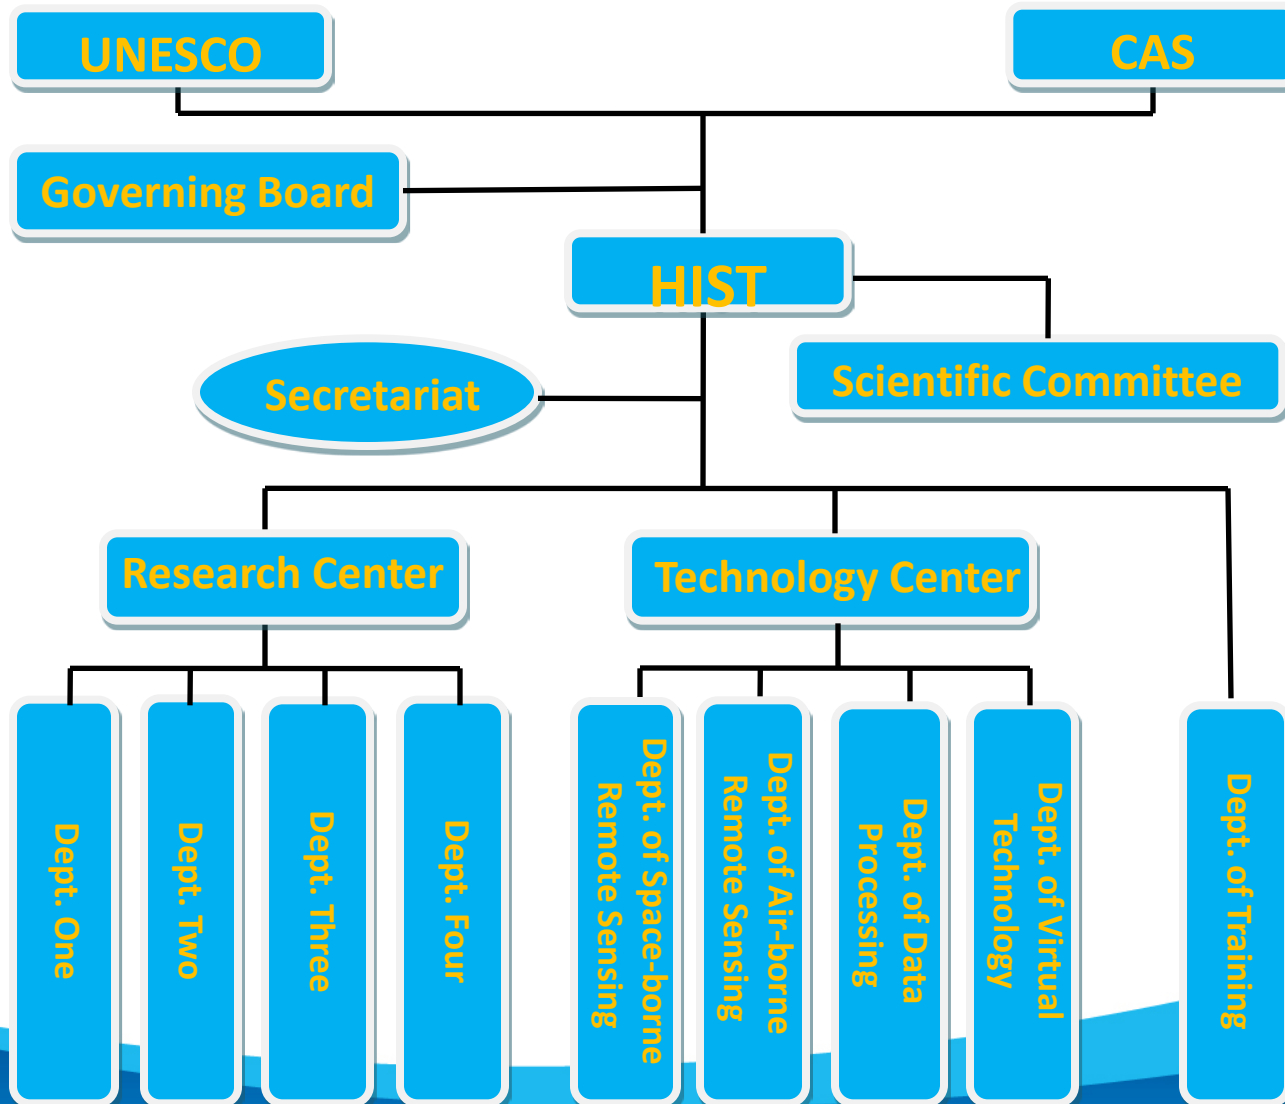 UNESCO
CAS
Governing Board
HIST
Secretariat
Scientific Committee
Research Center
Technology Center
Dept. One
Dept. Two
Dept. Three
Dept. Four
Dept. of Space-borne
Remote Sensing
Dept. of Air-borne
Remote Sensing
Dept. of Data
Processing
Dept. of Virtual
Technology
Dept. of Training